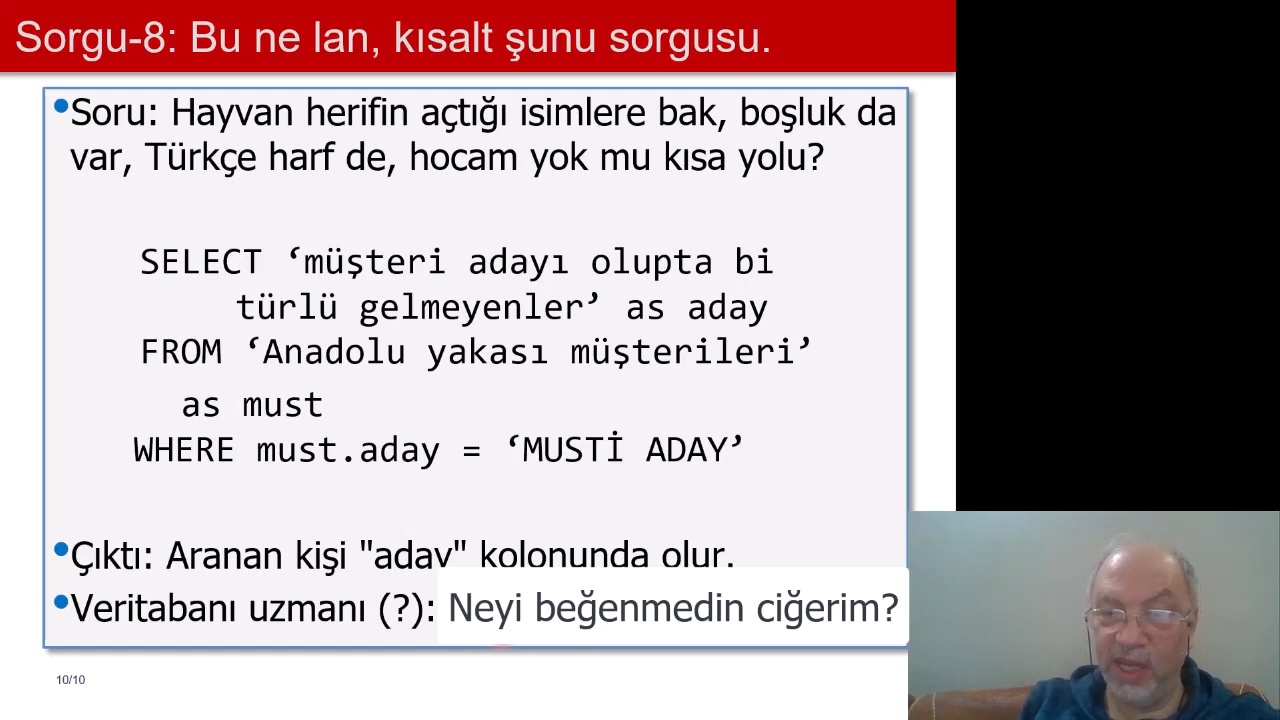 Sorgu-8: Bu ne lan, kısalt şunu sorgusu.
•Soru: Hayvan herifin açtığı isimlere bak, boşluk da
var, Türkçe harf de, hocam yok mu kısa yolu?
SELECT ‘müşteri adayı olupta bi
türlü gelmeyenler’ as aday
FROM ‘Anadolu yakası müşterileri’
as must
WHERE must.aday = ‘MUSTİ ADAY’
•Çıktı: Aranan kişi "aday" kolonunda olur.
•Veritabanı uzmanı (?): Neyi beğenmedin ciğerim?
10/10